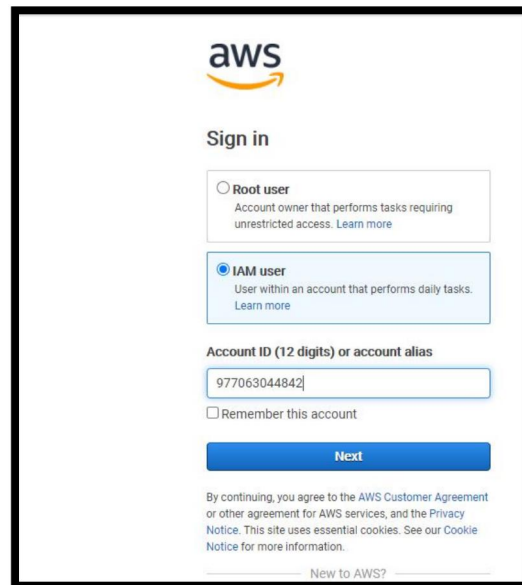 aws
Sign in
Root user
Account owner that performs tasks requiring
unrestricted access. Learn more
IAM user
User within an account that performs daily tasks.
Learn more
Account ID (12 digits) or account alias
977063044842
Remember this account
Next
By continuing, you agree to the AWS Customer Agreement
or other agreement for AWS services, and the Privacy
Notice. This site uses essential cookies. See our Cookie
Notice for more information.
New to AWS?